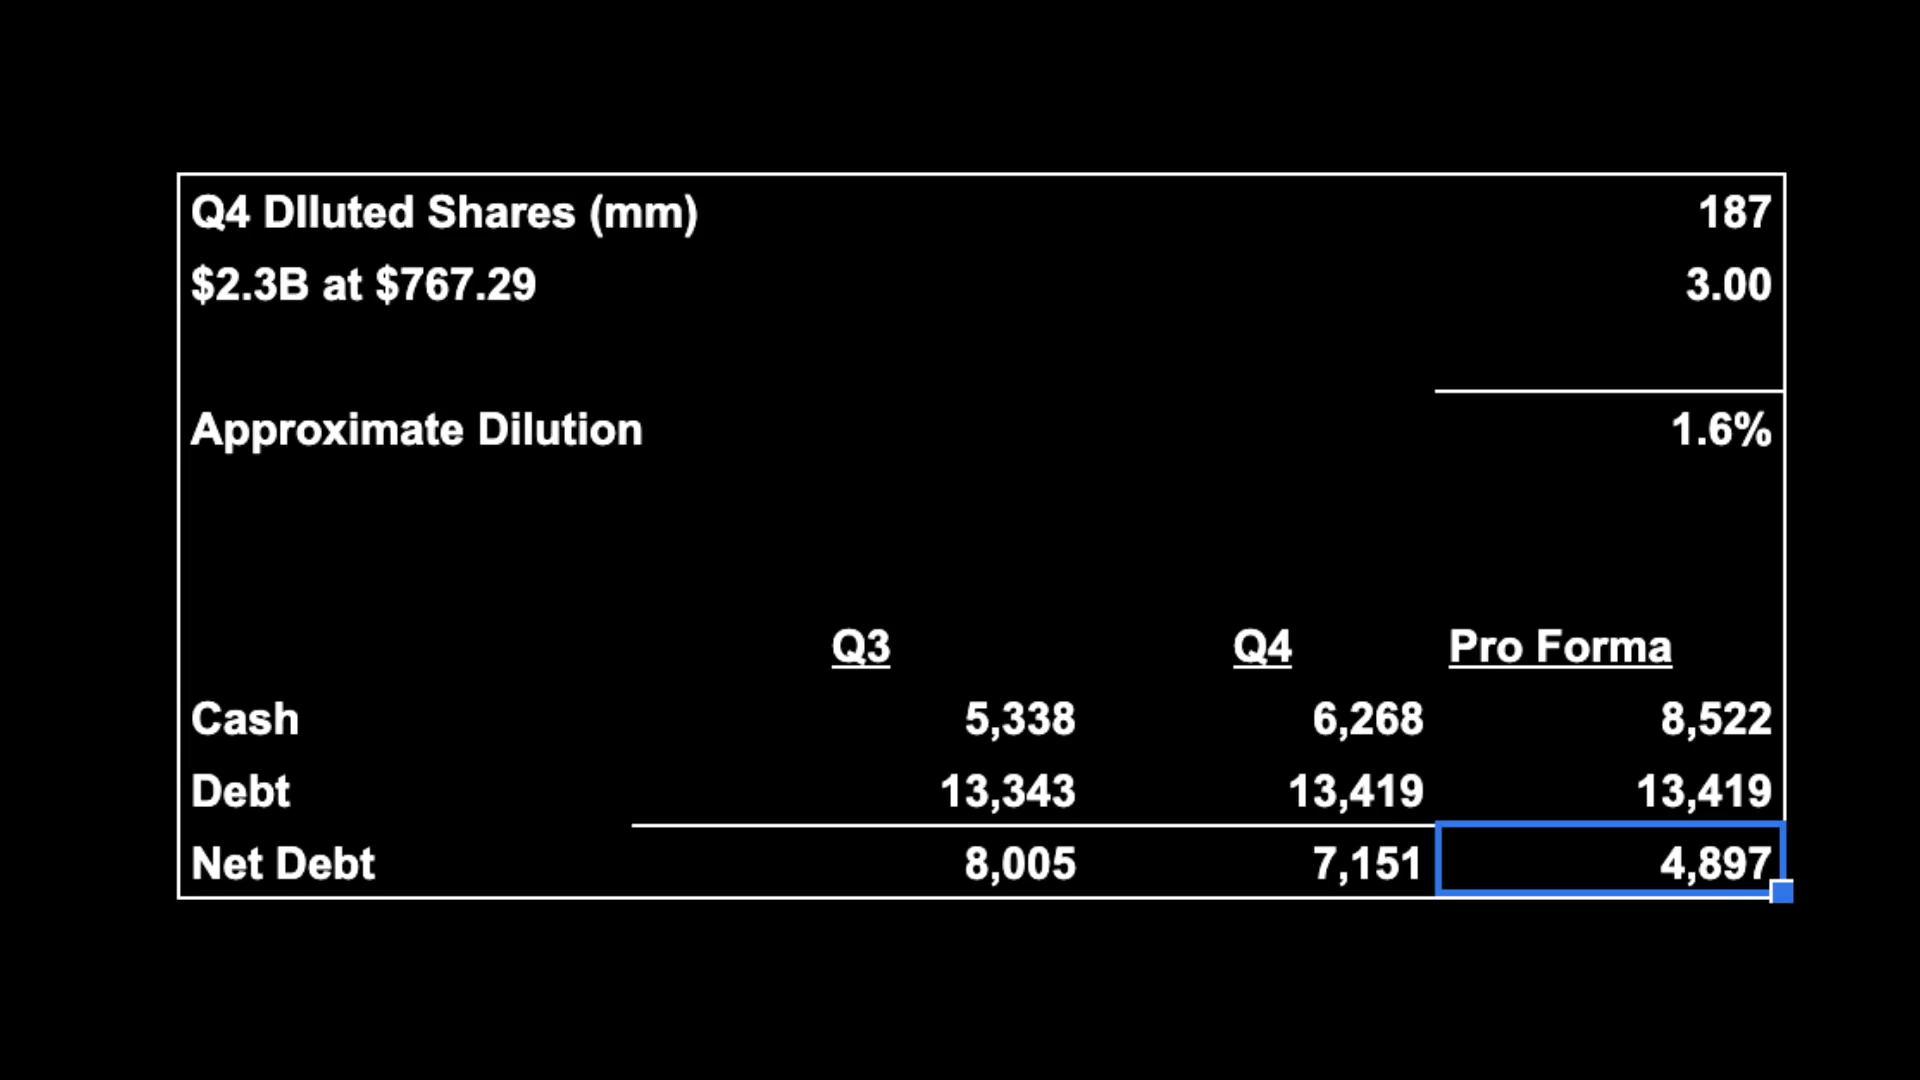 Q4 DIluted Shares (mm) 187
$2.3B at $767.29 3.00
Approximate Dilution 1.6%
Q3 Q4 Pro Forma
Cash 5,338 6,268 8,522
Debt 13,343 13,419 13,419
Net Debt 8,005 7,151 4,897